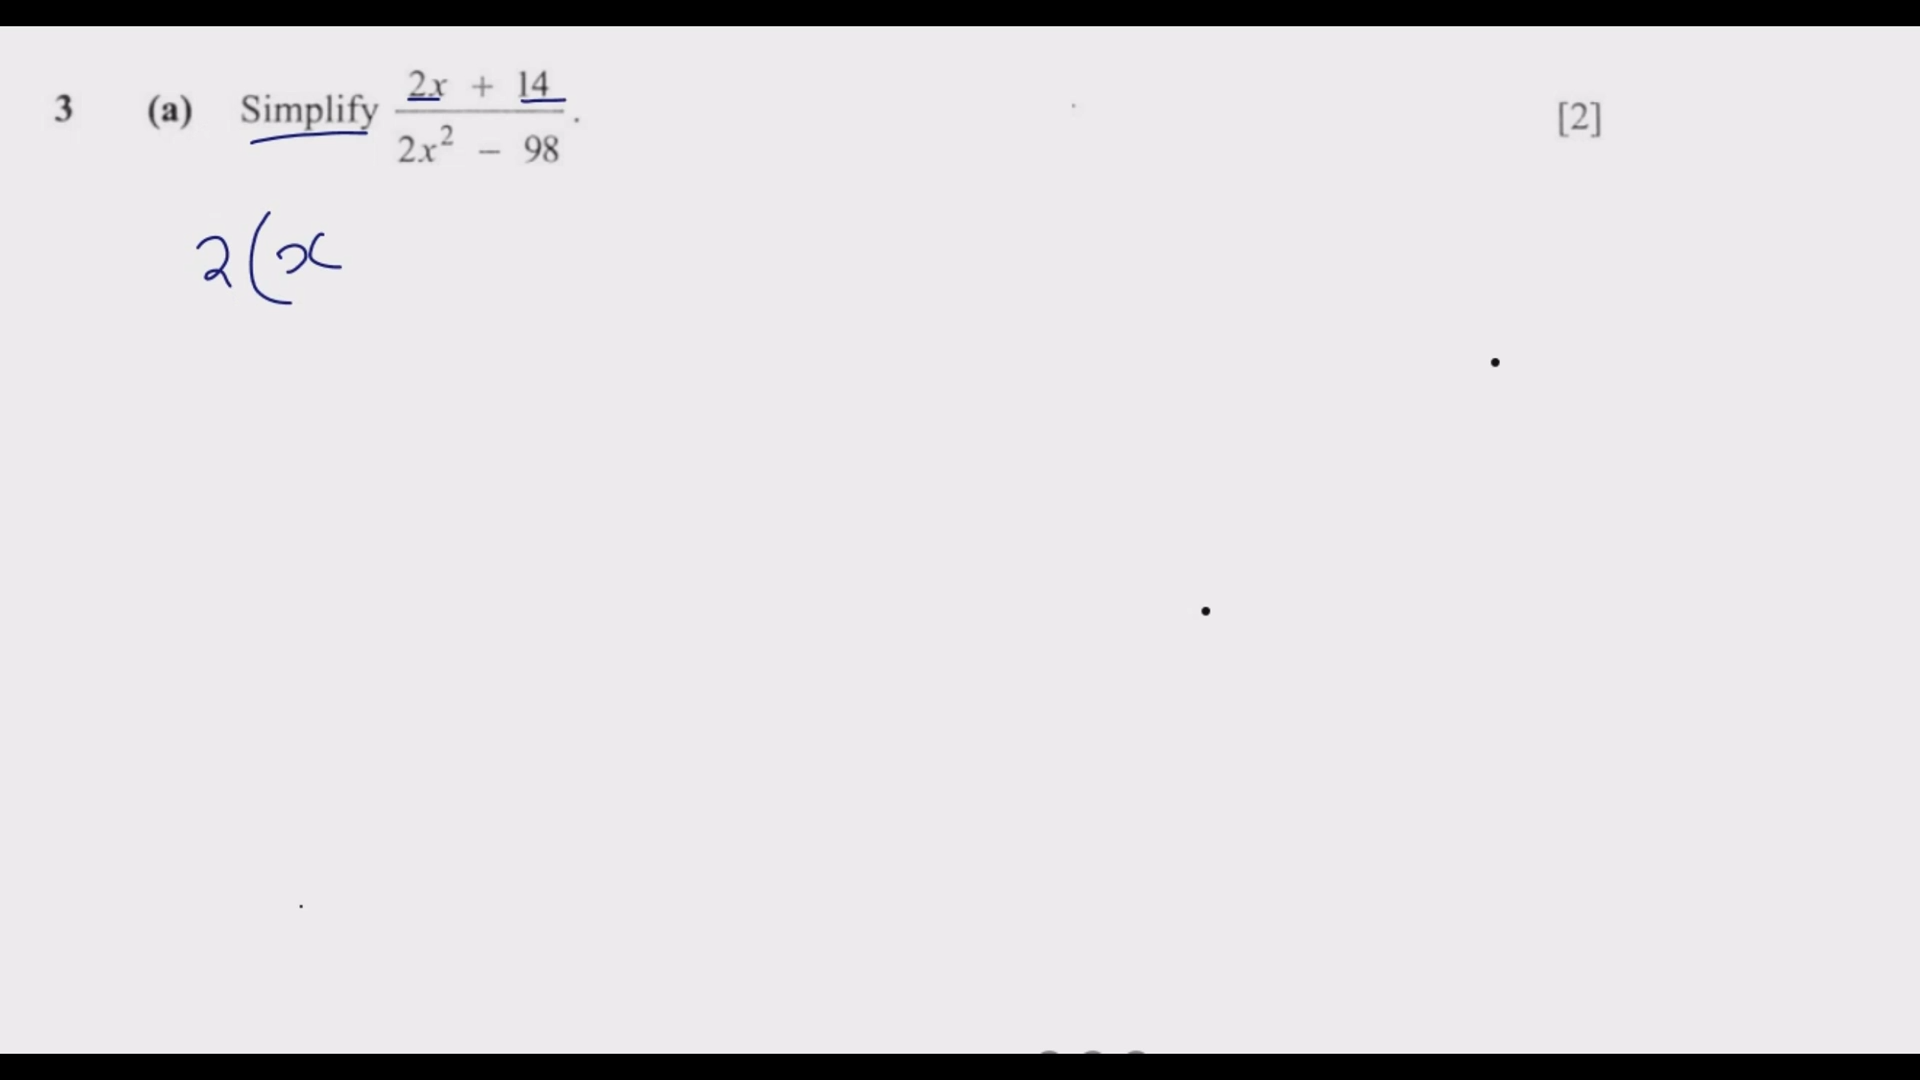 3 (a) Simplify (2x + 14)/(2x² − 98). [2]
2(x